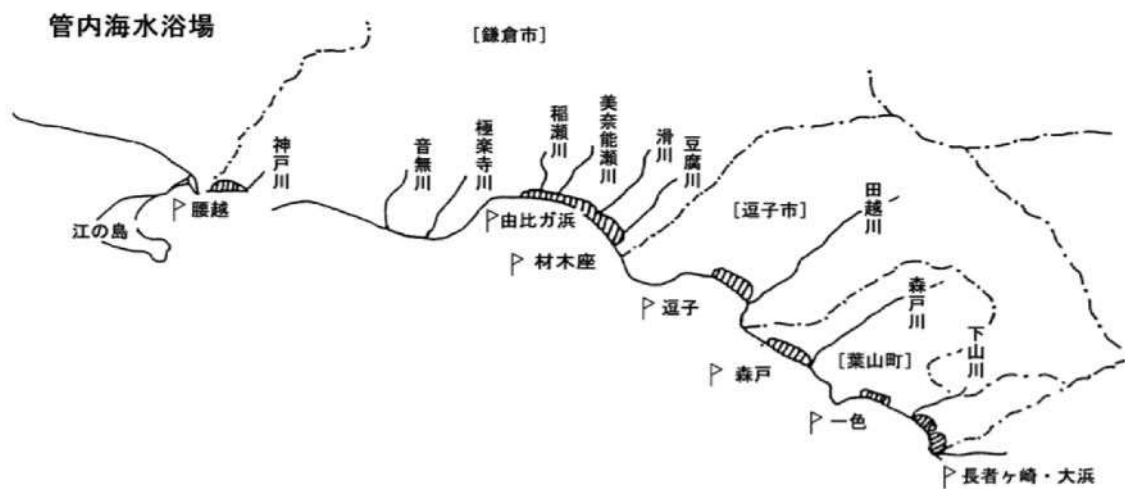 管内海水浴場
[鎌倉市]
神戸川
音無川
極楽寺川
稲瀬川
美奈能瀬川
滑川
豆腐川
腰越
江の島
由比ガ浜
材木座
[逗子市]
田越川
逗子
森戸川
森戸
[葉山町]
下山川
一色
長者ヶ崎・大浜